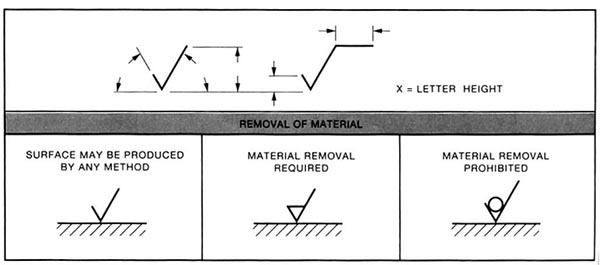 X = LETTER HEIGHT
REMOVAL OF MATERIAL
SURFACE MAY BE PRODUCED
BY ANY METHOD
MATERIAL REMOVAL
REQUIRED
MATERIAL REMOVAL
PROHIBITED